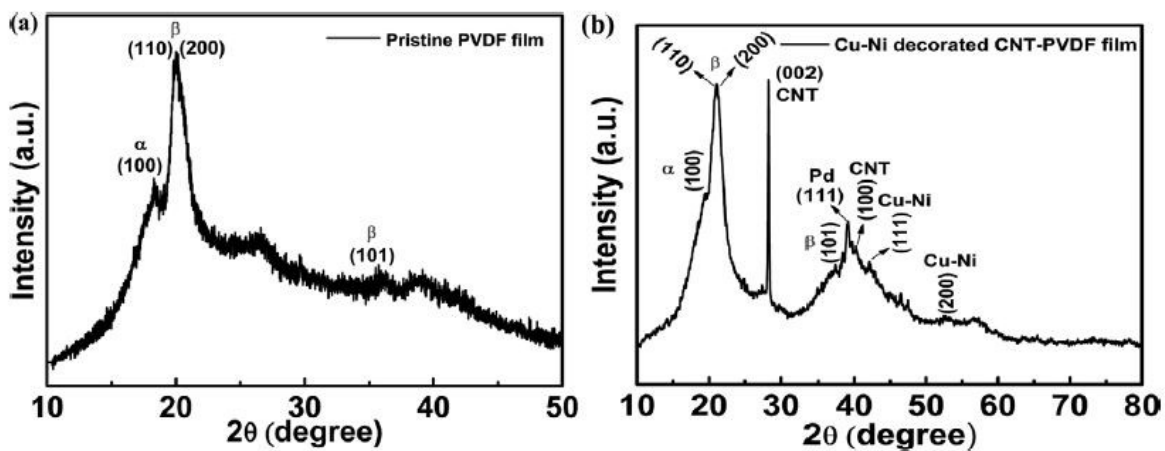 (a)
β
(110) (200)
Pristine PVDF film
α
(100)
β
(101)
Intensity (a.u.)
10 20 30 40 50
2θ (degree)
(b)
(110) β (200)
Cu-Ni decorated CNT-PVDF film
(002)
CNT
α
(100)
Pd
(111)
CNT
(100)
Cu-Ni
(111)
β
(101)
Cu-Ni
(200)
Intensity (a.u.)
10 20 30 40 50 60 70 80
2θ (degree)